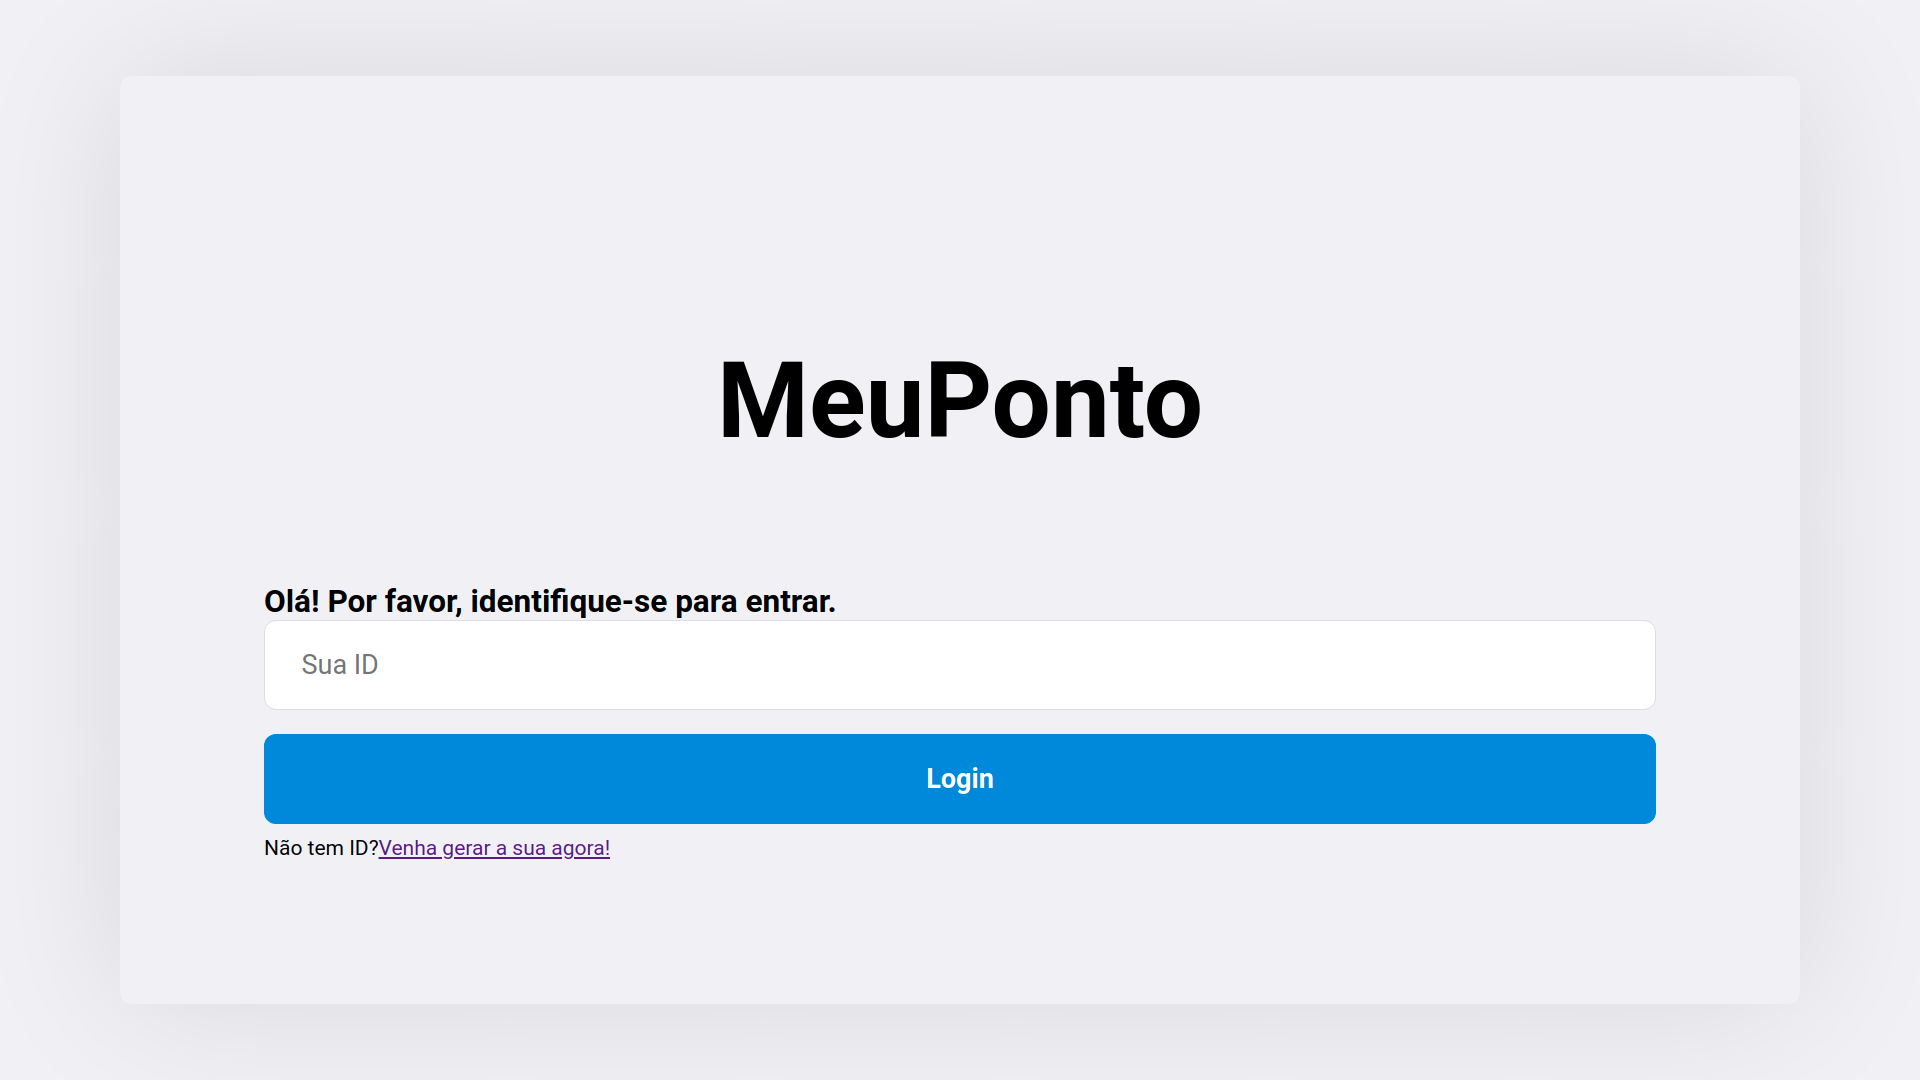 MeuPonto
Olá! Por favor, identifique-se para entrar.
Sua ID
Login
Não tem ID?Venha gerar a sua agora!